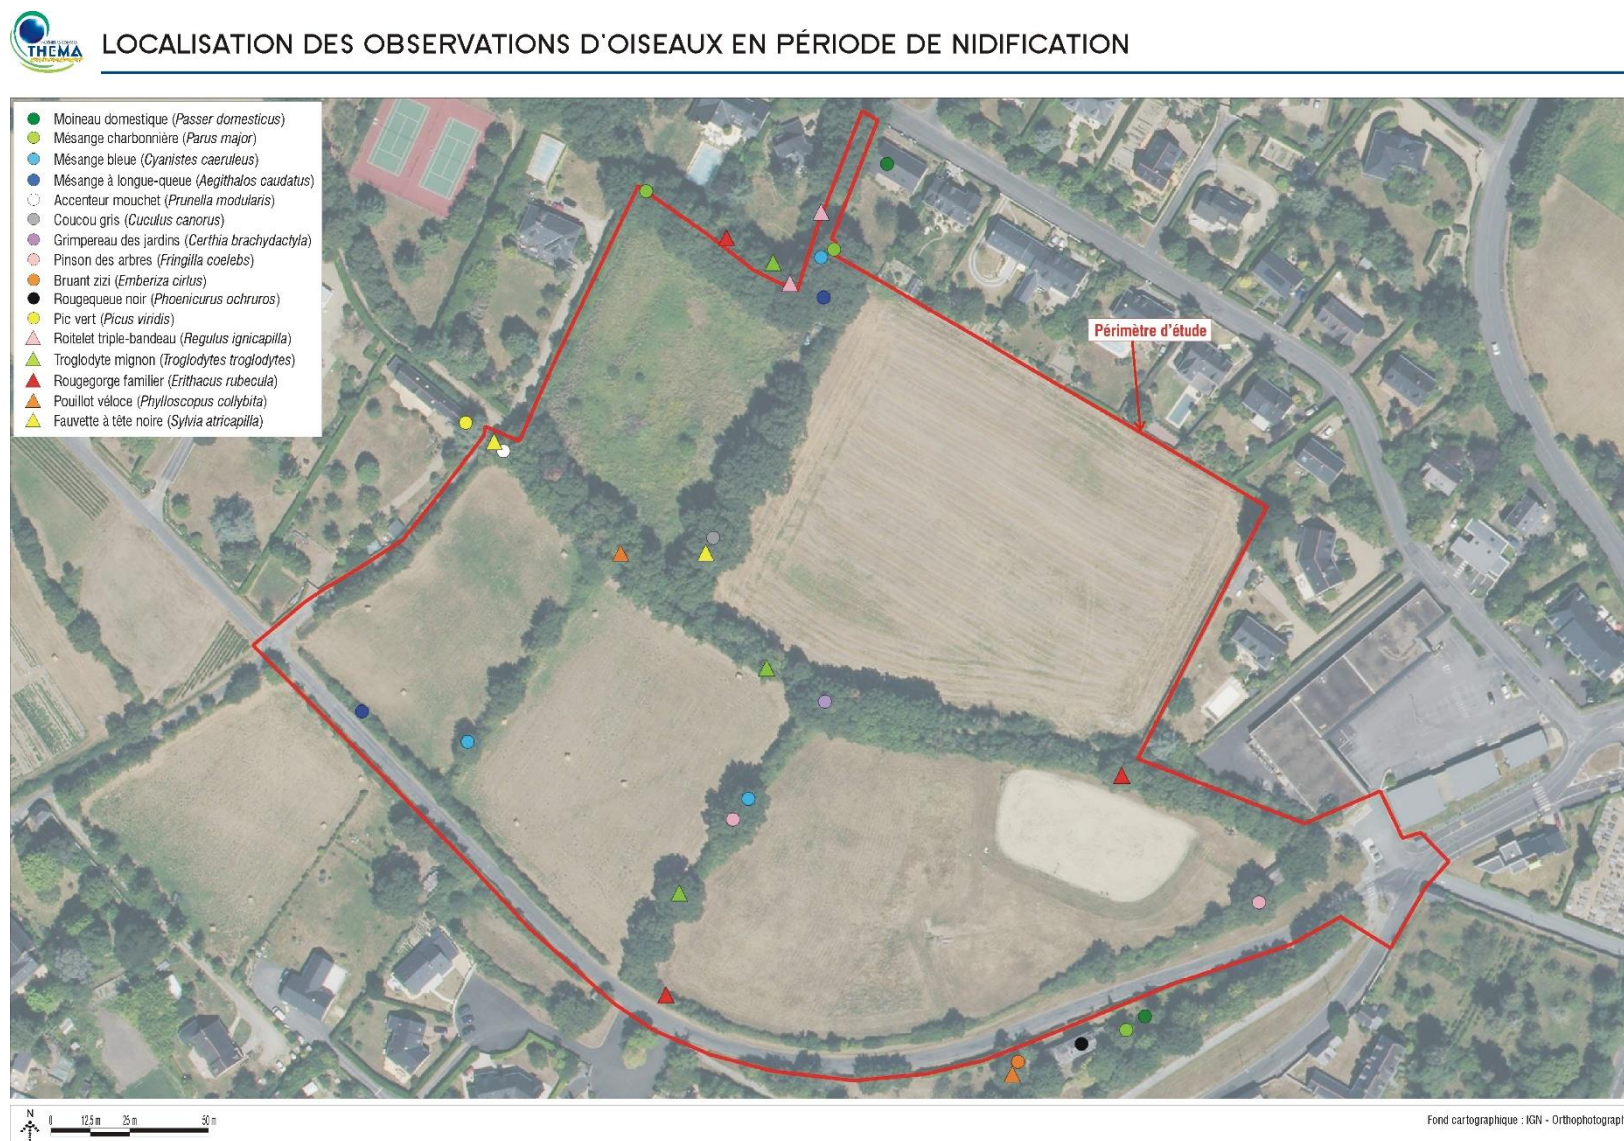 THEMA
environnement
LOCALISATION DES OBSERVATIONS D'OISEAUX EN PÉRIODE DE NIDIFICATION
Moineau domestique (Passer domesticus)
Mésange charbonnière (Parus major)
Mésange bleue (Cyanistes caeruleus)
Mésange à longue-queue (Aegithalos caudatus)
Accenteur mouchet (Prunella modularis)
Coucou gris (Cuculus canorus)
Grimpereau des jardins (Certhia brachydactyla)
Pinson des arbres (Fringilla coelebs)
Bruant zizi (Emberiza cirlus)
Rougequeue noir (Phoenicurus ochruros)
Pic vert (Picus viridis)
Roitelet triple-bandeau (Regulus ignicapilla)
Troglodyte mignon (Troglodytes troglodytes)
Rougegorge familier (Erithacus rubecula)
Pouillot véloce (Phylloscopus collybita)
Fauvette à tête noire (Sylvia atricapilla)
Périmètre d'étude
N
0 12.5 m 25 m 50 m
Fond cartographique : IGN - Orthophotograph